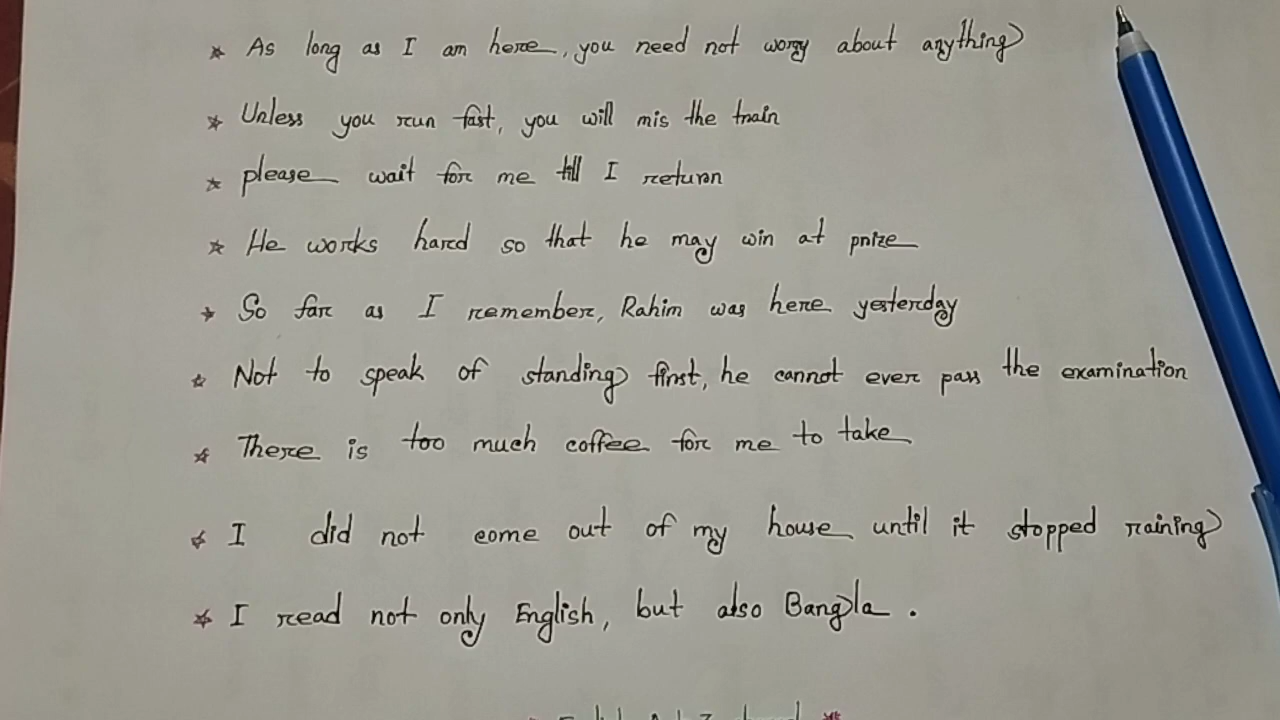 * As long as I am here, you need not worry about anything
* Unless you run fast, you will mis the train
* please wait for me till I return
* He works hard so that he may win at prize
* So far as I remember, Rahim was here yesterday
* Not to speak of standing first, he cannot ever pass the examination
* There is too much coffee for me to take
* I did not come out of my house until it stopped raining
* I read not only English, but also Bangla.